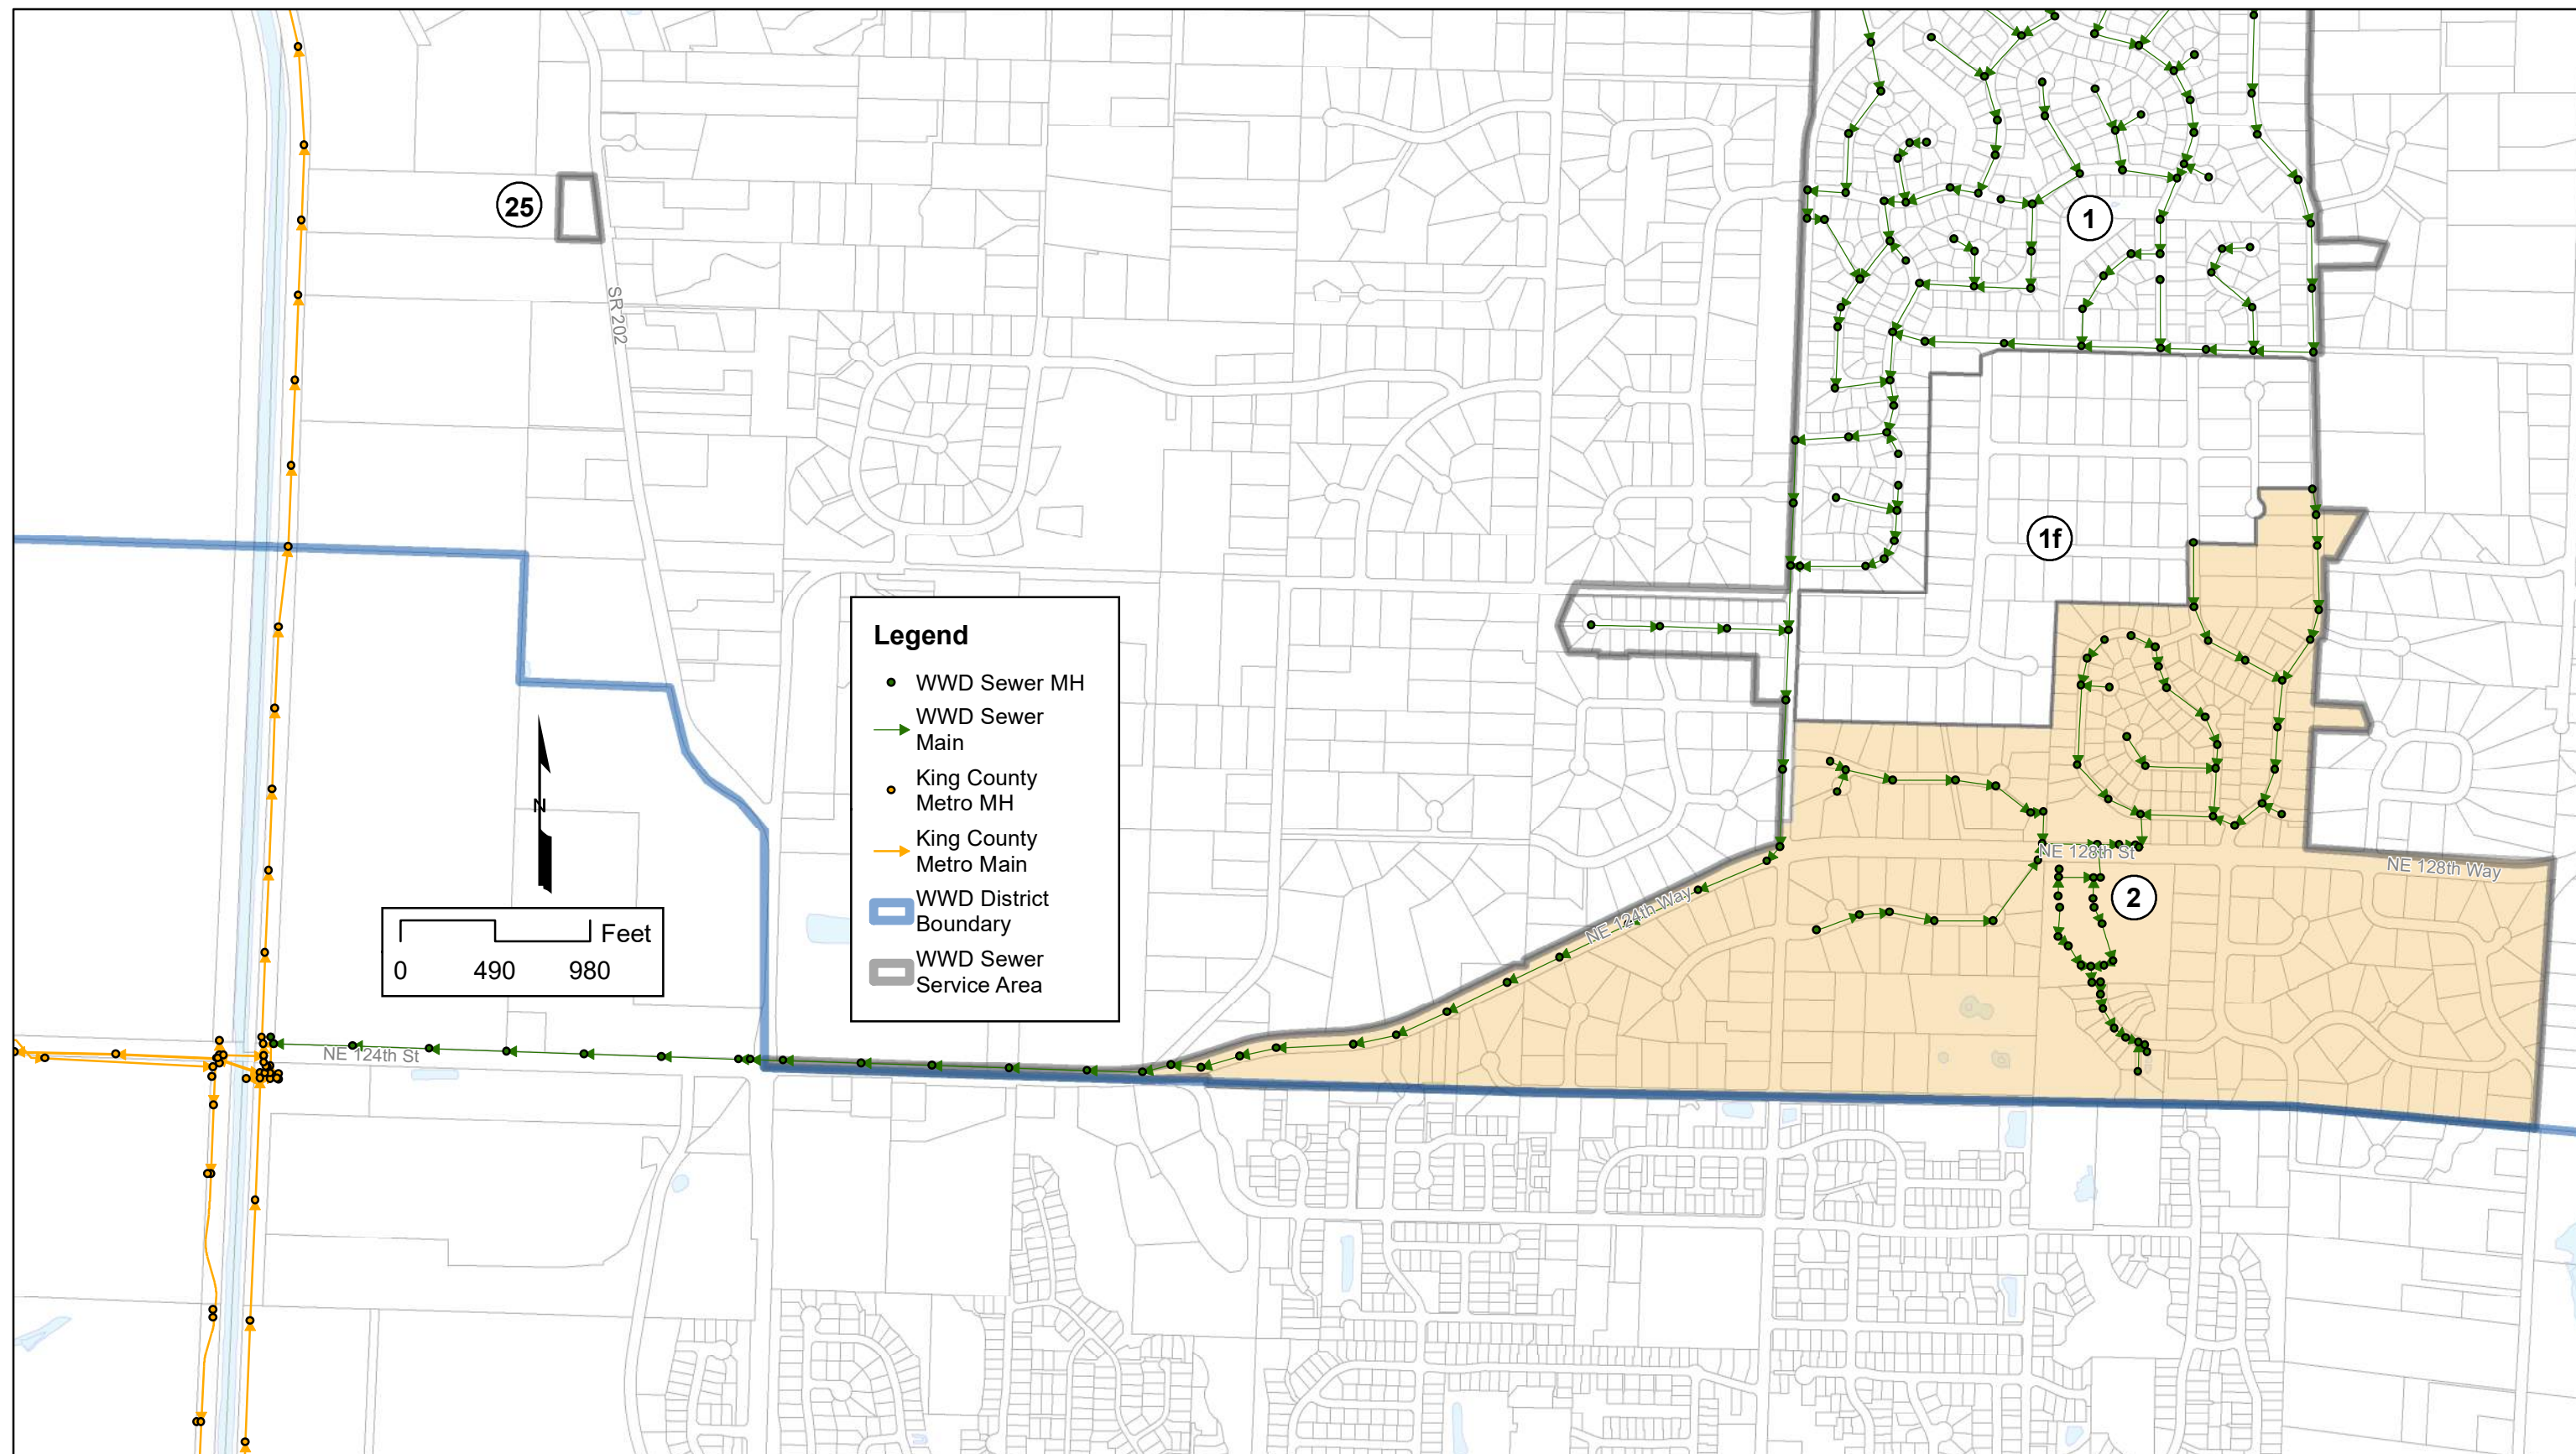 25
1
SR 202
1f
Legend
WWD Sewer MH
WWD Sewer
Main
King County
Metro MH
King County
Metro Main
WWD District
Boundary
WWD Sewer
Service Area
N
Feet
0 490 980
NE 128th St
NE 128th Way
2
NE 124th Way
NE 124th St